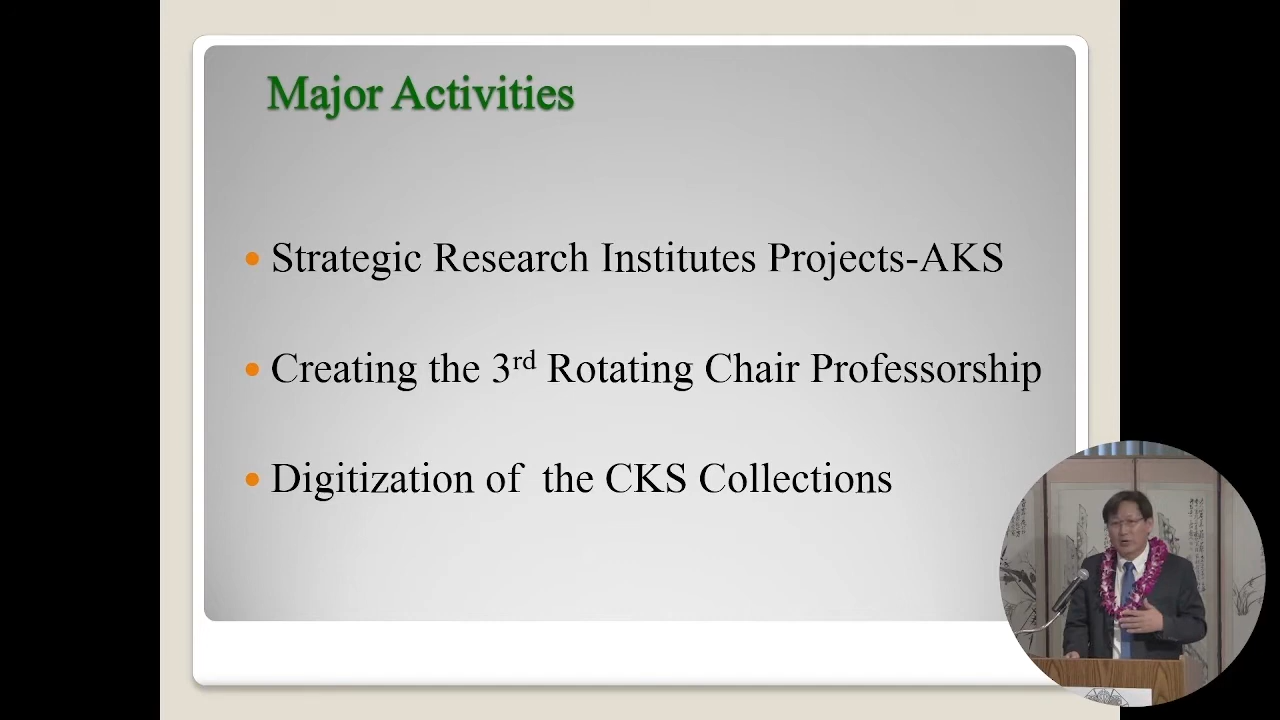 Major Activities
• Strategic Research Institutes Projects-AKS
• Creating the 3rd Rotating Chair Professorship
• Digitization of the CKS Collections